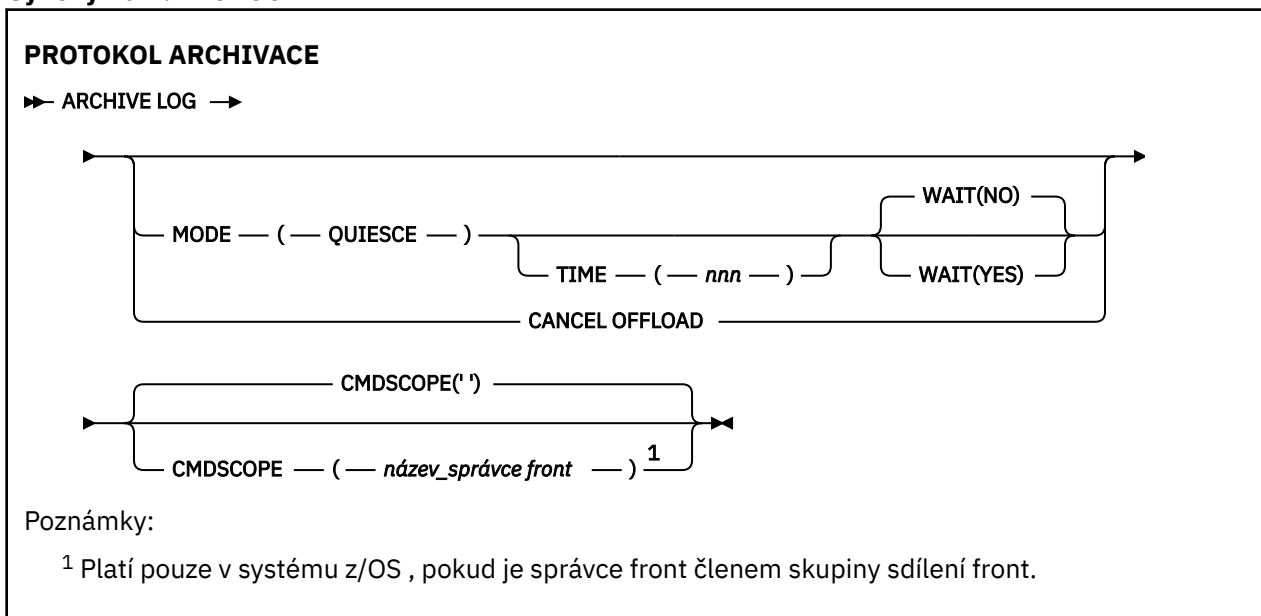 PROTOKOL ARCHIVACE
ARCHIVE LOG
WAIT(NO)
MODE ( QUIESCE )
TIME ( nnn )
WAIT(YES)
CANCEL OFFLOAD
CMDSCOPE(' ')
CMDSCOPE ( název_správce front ) 1
Poznámky:
1 Platí pouze v systému z/OS , pokud je správce front členem skupiny sdílení front.